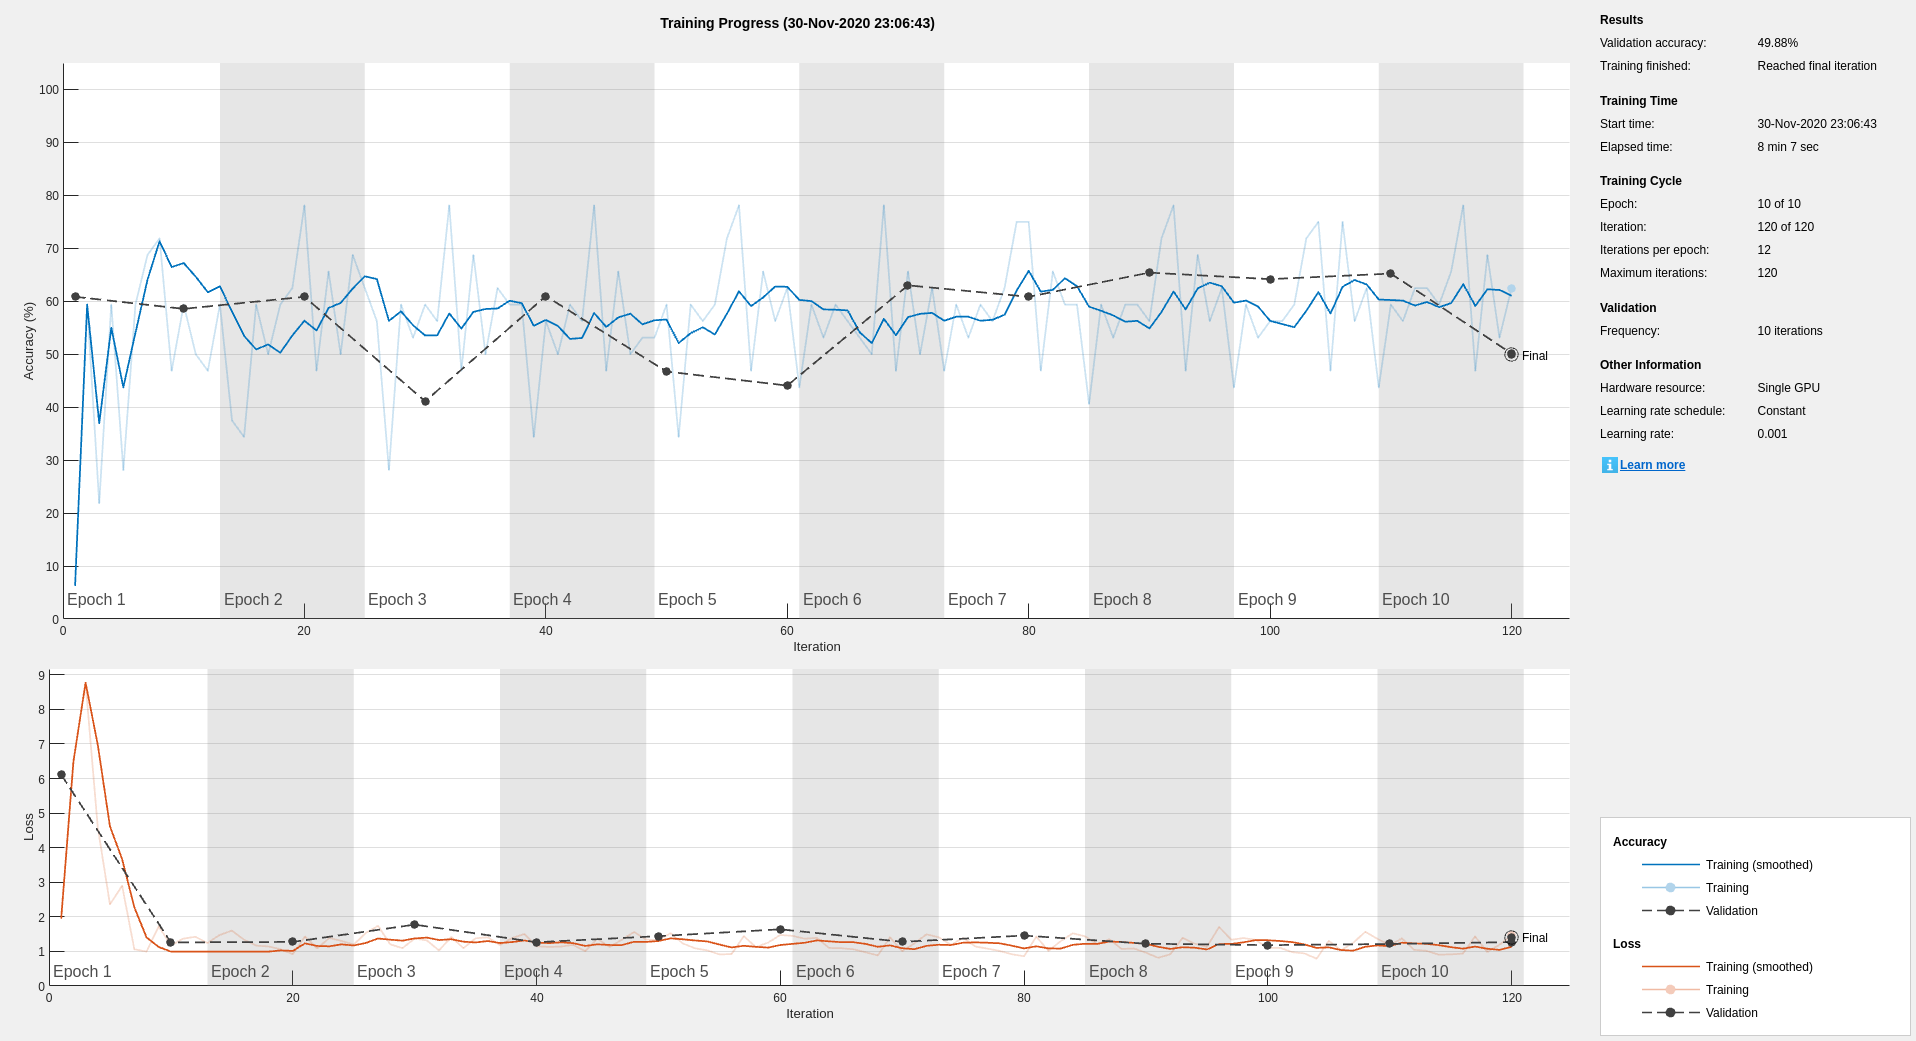 Training Progress (30-Nov-2020 23:06:43)
100
90
80
70
60
50
40
30
20
10
0
Accuracy (%)
Final
Epoch 1 Epoch 2 Epoch 3 Epoch 4 Epoch 5 Epoch 6 Epoch 7 Epoch 8 Epoch 9 Epoch 10
0 20 40 60 80 100 120
Iteration
9
8
7
6
5
4
3
2
1
0
Loss
Final
Epoch 1 Epoch 2 Epoch 3 Epoch 4 Epoch 5 Epoch 6 Epoch 7 Epoch 8 Epoch 9 Epoch 10
0 20 40 60 80 100 120
Iteration
Results
Validation accuracy: 49.88%
Training finished: Reached final iteration
Training Time
Start time: 30-Nov-2020 23:06:43
Elapsed time: 8 min 7 sec
Training Cycle
Epoch: 10 of 10
Iteration: 120 of 120
Iterations per epoch: 12
Maximum iterations: 120
Validation
Frequency: 10 iterations
Other Information
Hardware resource: Single GPU
Learning rate schedule: Constant
Learning rate: 0.001
i Learn more
Accuracy
Training (smoothed)
Training
Validation
Loss
Training (smoothed)
Training
Validation